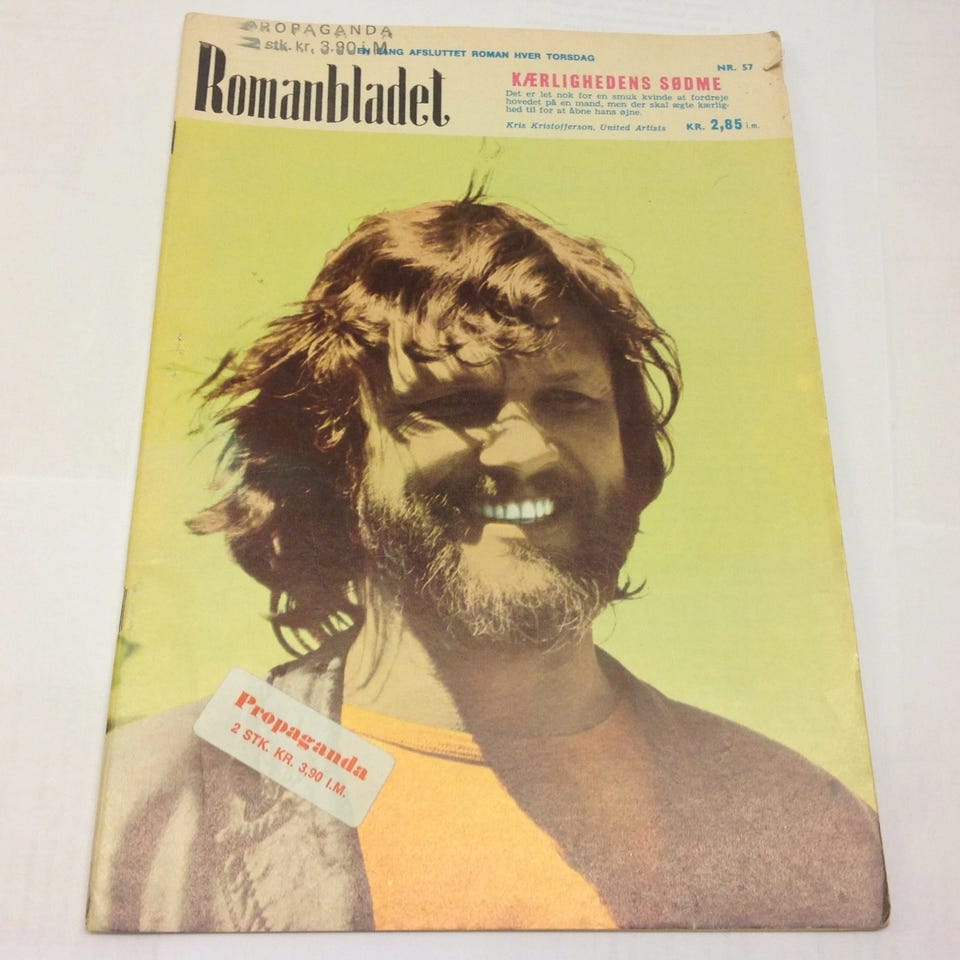 PROPAGANDA
2 stk. kr. 3.90 i.M.
EN LANG AFSLUTTET ROMAN HVER TORSDAG
NR. 57
Romanbladet
KÆRLIGHEDENS SØDME
Det er let nok for en smuk kvinde at fordreje
hovedet på en mand, men der skal ægte kærlig-
hed til for at åbne hans øjne.
Kris Kristofferson, United Artists
KR. 2,85 i.m.
Propaganda
2 STK. KR. 3,90 I.M.